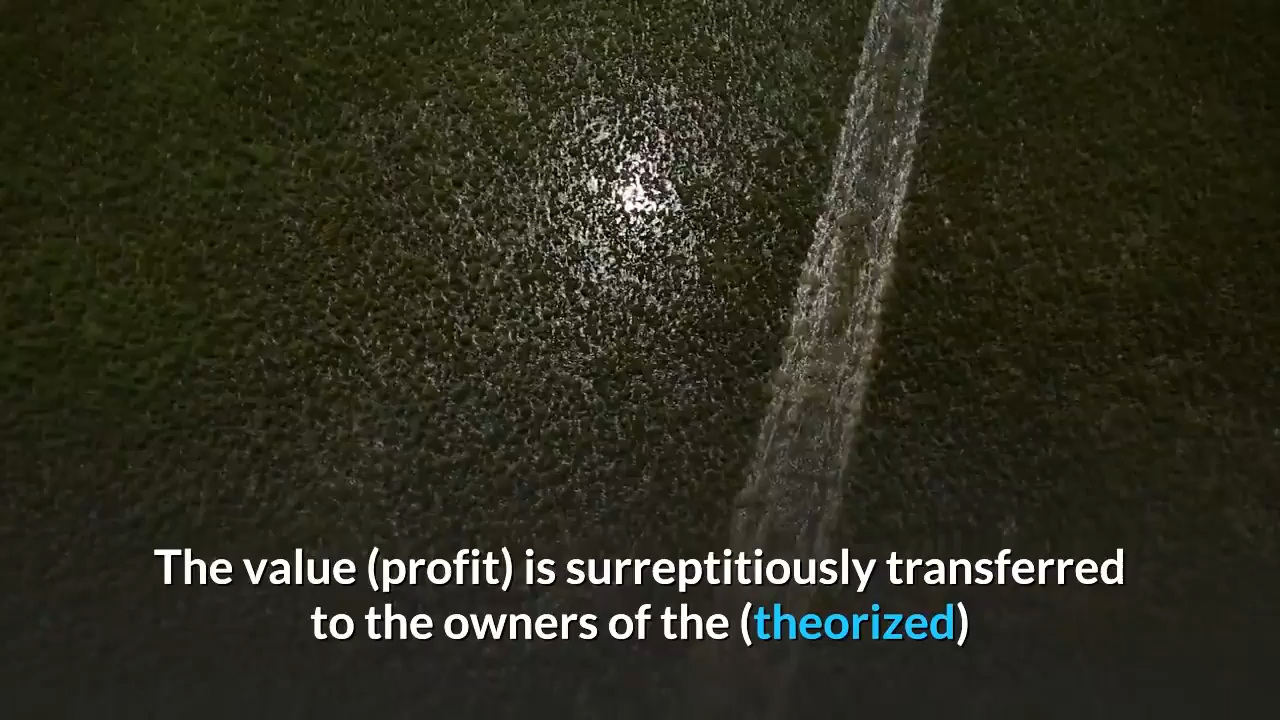 The value (profit) is surreptitiously transferred
to the owners of the (theorized)